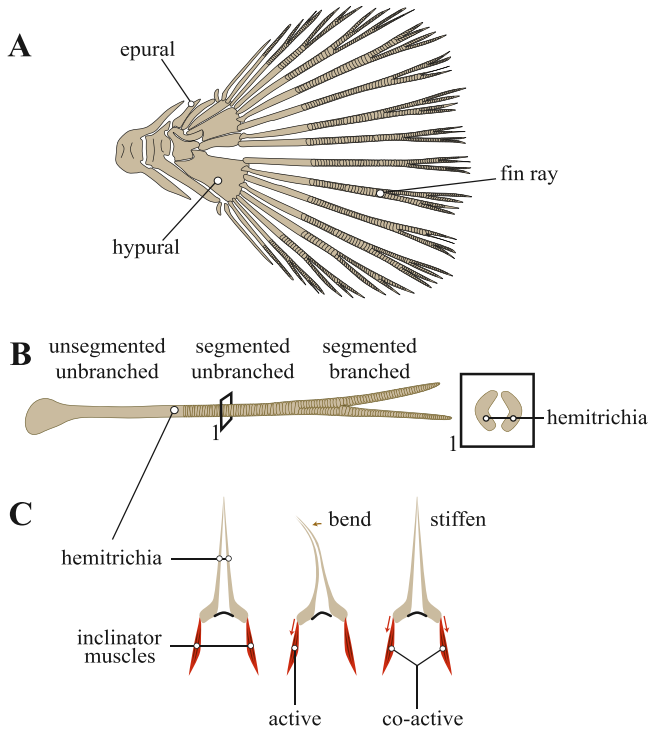 A
epural
fin ray
hypural
B
unsegmented
unbranched
segmented
unbranched
segmented
branched
1
1
hemitrichia
C
bend
stiffen
hemitrichia
inclinator
muscles
active
co-active